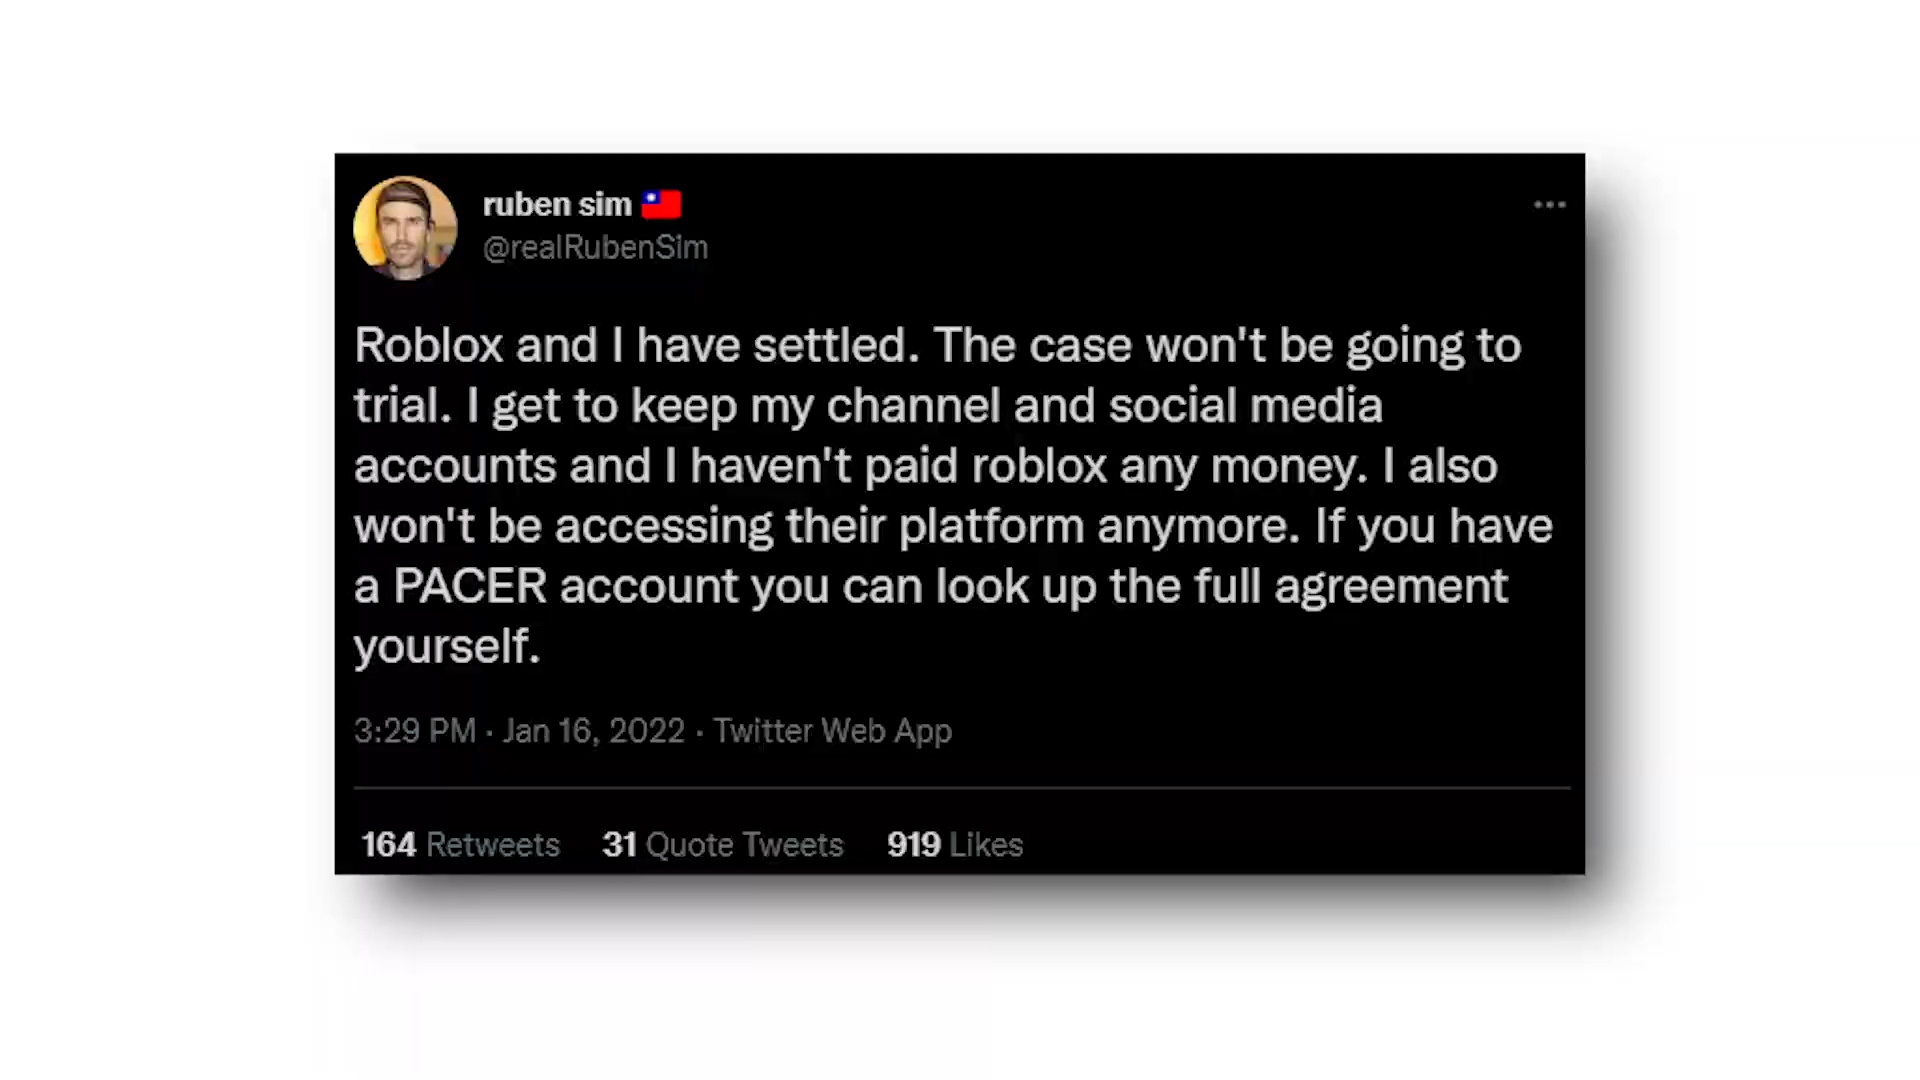 ruben sim 🇹🇼
@realRubenSim
Roblox and I have settled. The case won't be going to
trial. I get to keep my channel and social media
accounts and I haven't paid roblox any money. I also
won't be accessing their platform anymore. If you have
a PACER account you can look up the full agreement
yourself.
3:29 PM · Jan 16, 2022 · Twitter Web App
164 Retweets 31 Quote Tweets 919 Likes